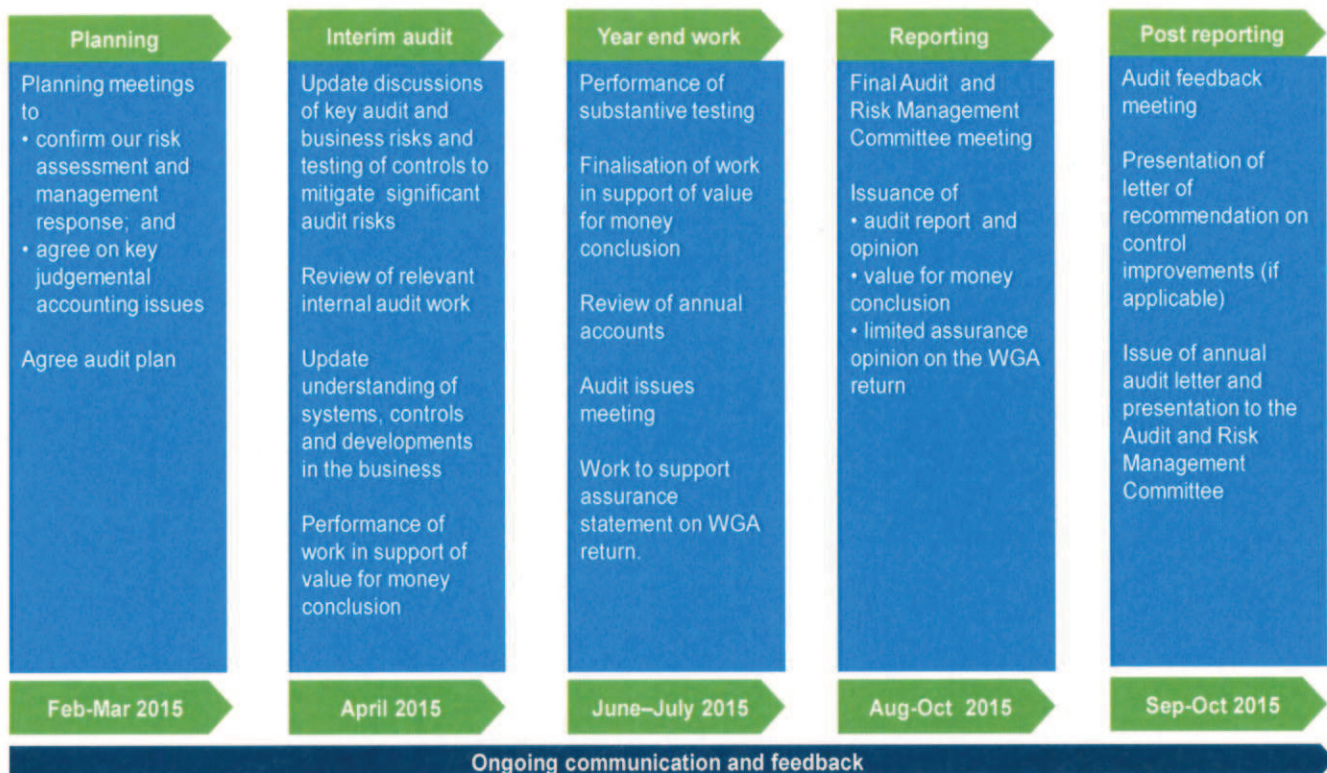 Planning
Planning meetings
to
• confirm our risk
assessment and
management
response; and
• agree on key
judgemental
accounting issues
Agree audit plan
Feb-Mar 2015
Interim audit
Update discussions
of key audit and
business risks and
testing of controls to
mitigate significant
audit risks
Review of relevant
internal audit work
Update
understanding of
systems, controls
and developments
in the business
Performance of
work in support of
value for money
conclusion
April 2015
Year end work
Performance of
substantive testing
Finalisation of work
in support of value
for money
conclusion
Review of annual
accounts
Audit issues
meeting
Work to support
assurance
statement on WGA
return.
June–July 2015
Reporting
Final Audit and
Risk Management
Committee meeting
Issuance of
• audit report and
opinion
• value for money
conclusion
• limited assurance
opinion on the WGA
return
Aug-Oct 2015
Post reporting
Audit feedback
meeting
Presentation of
letter of
recommendation on
control
improvements (if
applicable)
Issue of annual
audit letter and
presentation to the
Audit and Risk
Management
Committee
Sep-Oct 2015
Ongoing communication and feedback